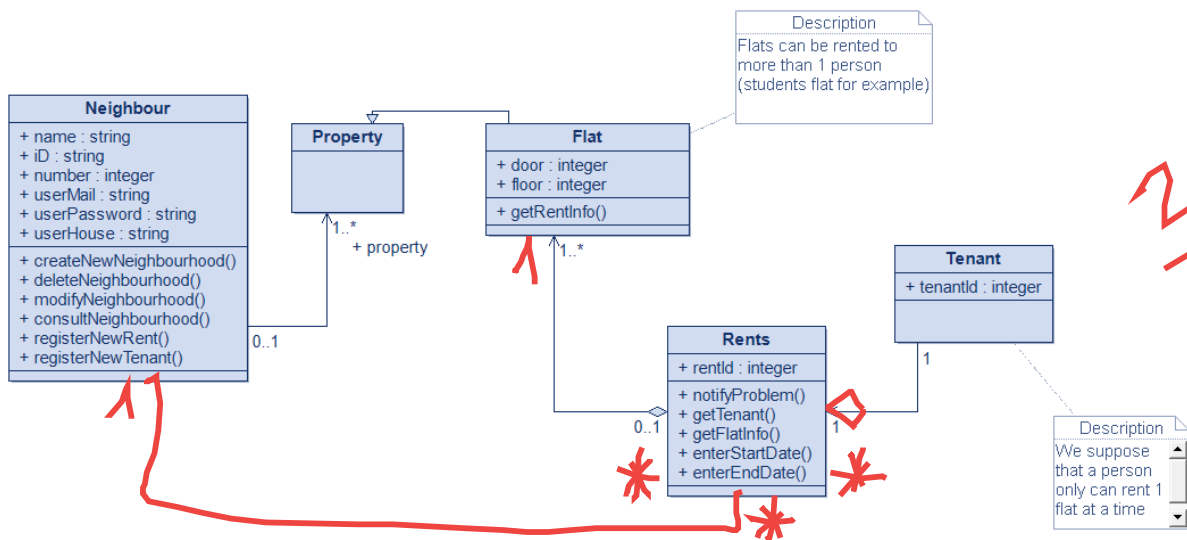 Description
Flats can be rented to
more than 1 person
(students flat for example)
Neighbour
+ name : string
+ iD : string
+ number : integer
+ userMail : string
+ userPassword : string
+ userHouse : string
+ createNewNeighbourhood()
+ deleteNeighbourhood()
+ modifyNeighbourhood()
+ consultNeighbourhood()
+ registerNewRent()
+ registerNewTenant()
0..1
Property
1..*
+ property
Flat
+ door : integer
+ floor : integer
+ getRentInfo()
1
1..*
Tenant
+ tenantId : integer
1
Rents
+ rentId : integer
+ notifyProblem()
+ getTenant()
+ getFlatInfo()
+ enterStartDate()
+ enterEndDate()
0..1
1
*
*
*
1
Description
We suppose
that a person
only can rent 1
flat at a time